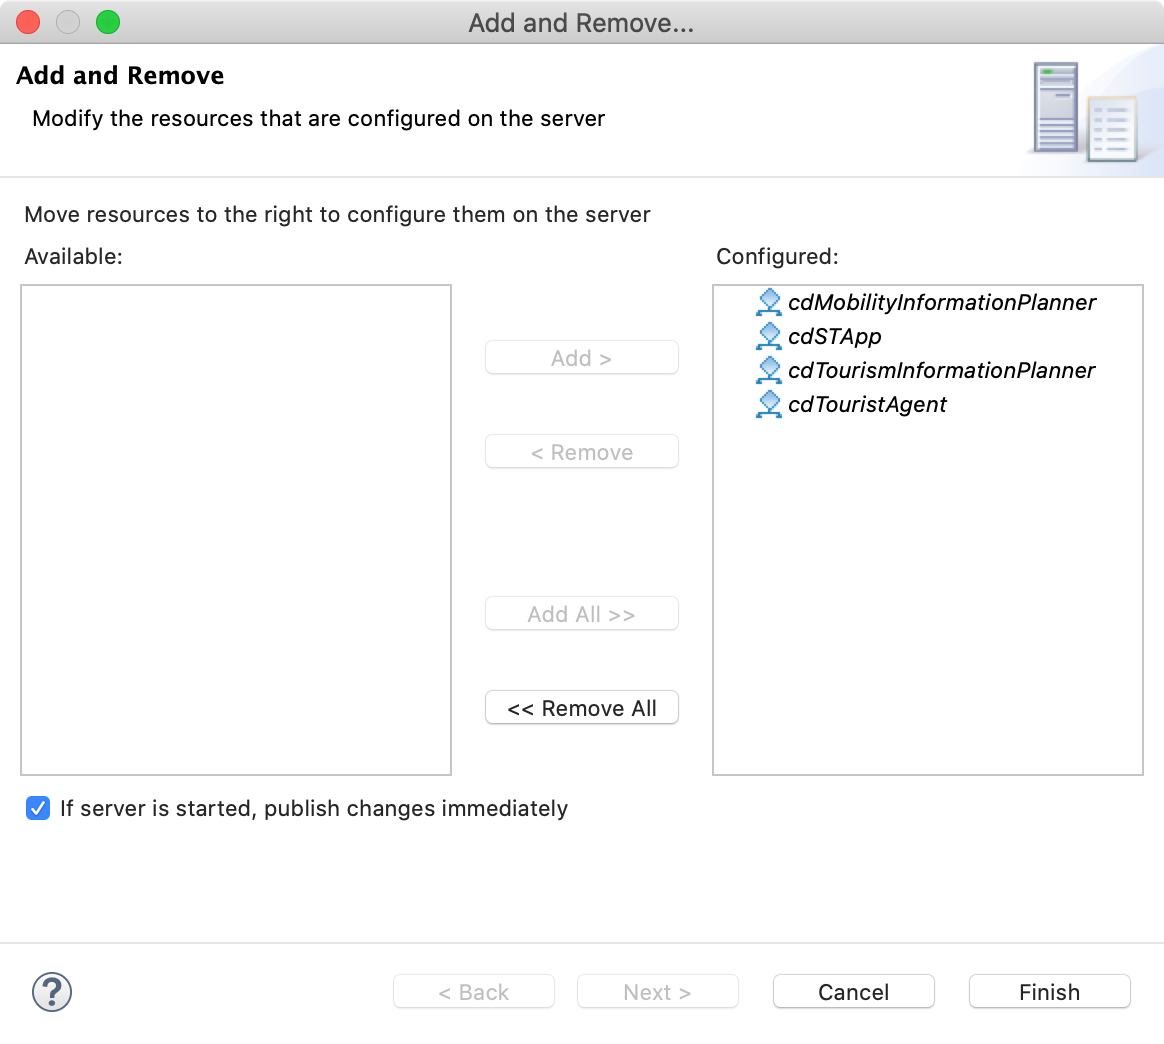 Add and Remove...
Add and Remove
Modify the resources that are configured on the server
Move resources to the right to configure them on the server
Available:
Configured:
cdMobilityInformationPlanner
cdSTApp
cdTourismInformationPlanner
cdTouristAgent
Add >
< Remove
Add All >>
<< Remove All
If server is started, publish changes immediately
?
< Back
Next >
Cancel
Finish